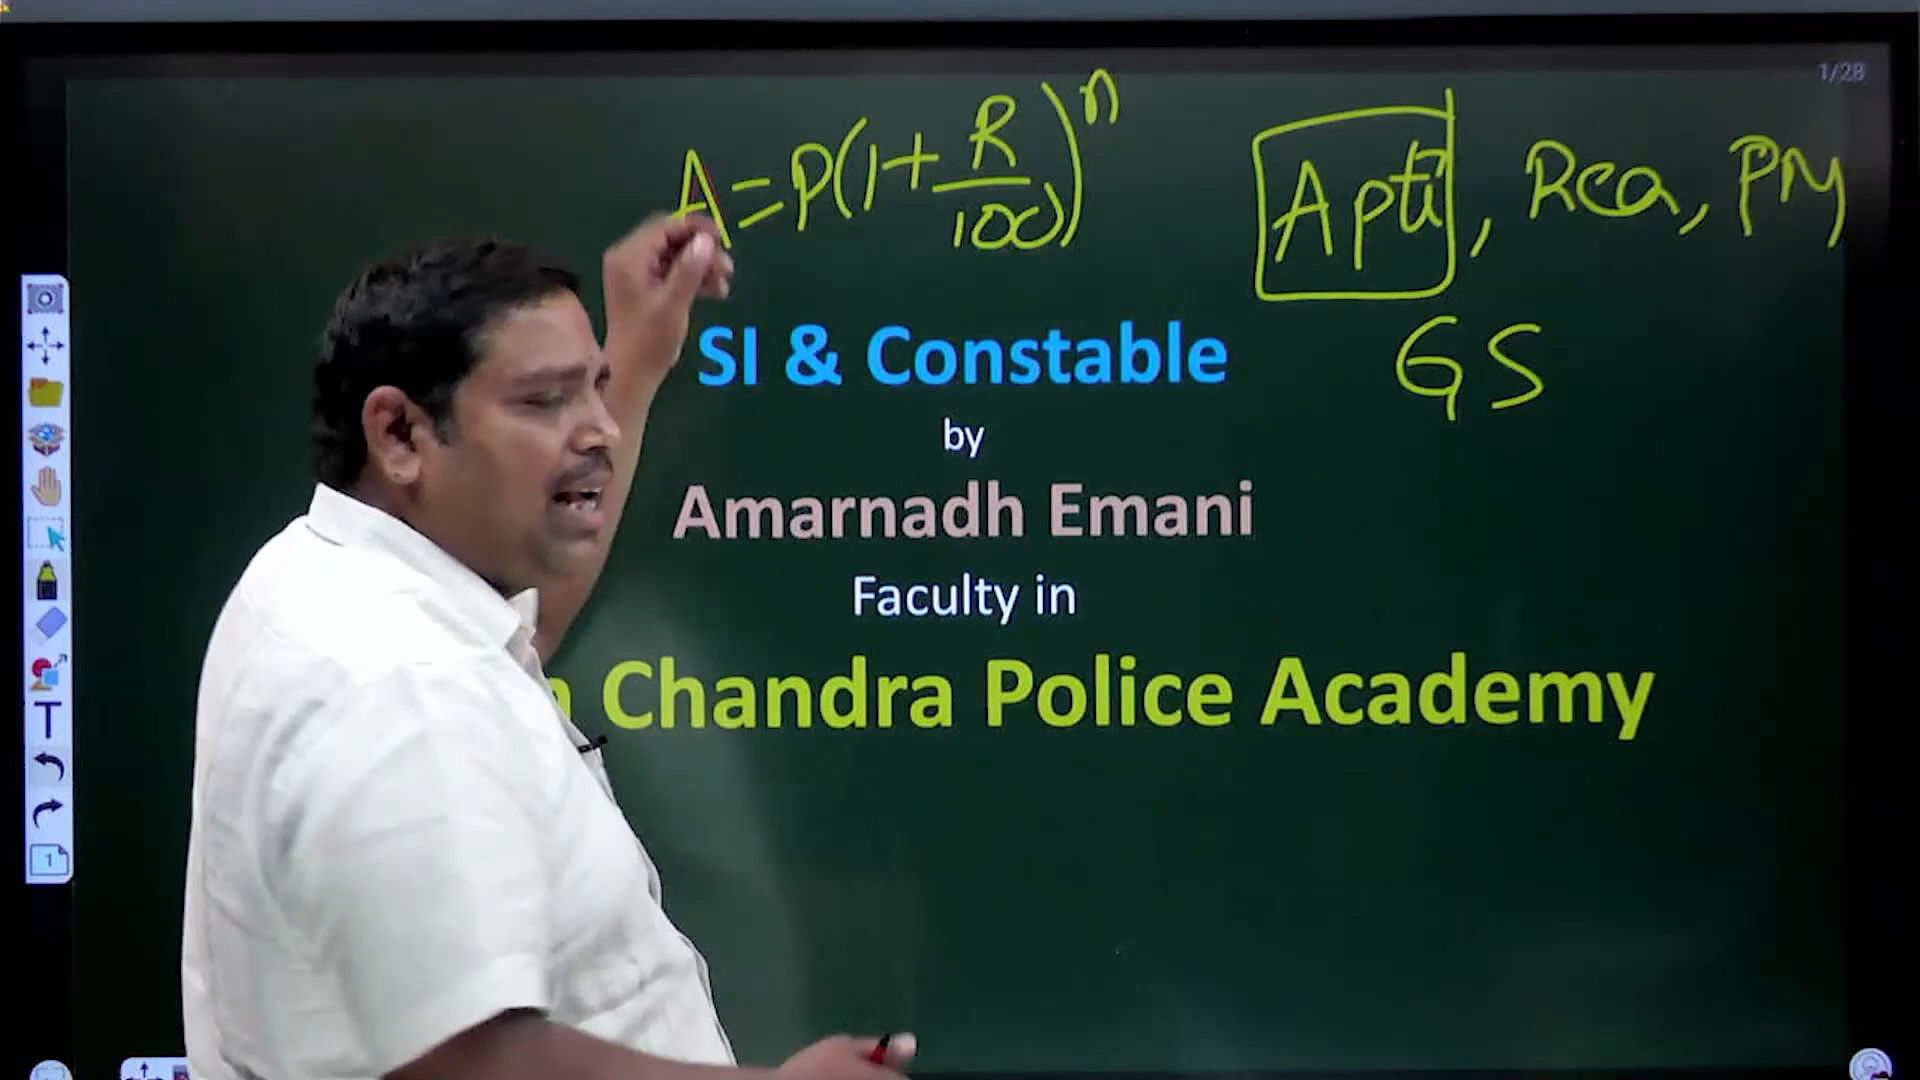 1/28
A = P(1 + R/100)^n
Apti, Rea, PM
SI & Constable
GS
by
Amarnadh Emani
Faculty in
Chandra Police Academy
T
1